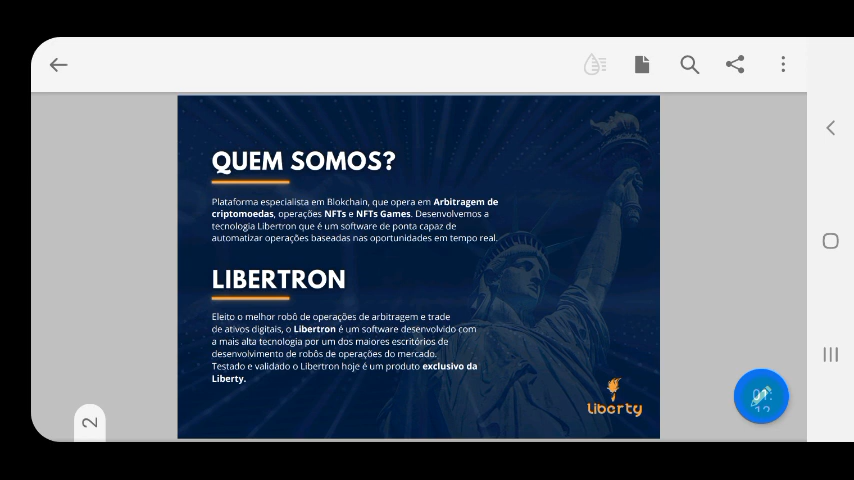 QUEM SOMOS?
Plataforma especialista em Blokchain, que opera em Arbitragem de
criptomoedas, operações NFTs e NFTs Games. Desenvolvemos a
tecnologia Libertron que é um software de ponta capaz de
automatizar operações baseadas nas oportunidades em tempo real.
LIBERTRON
Eleito o melhor robô de operações de arbitragem e trade
de ativos digitais, o Libertron é um software desenvolvido com
a mais alta tecnologia por um dos maiores escritórios de
desenvolvimento de robôs de operações do mercado.
Testado e validado o Libertron hoje é um produto exclusivo da
Liberty.
liberty
2